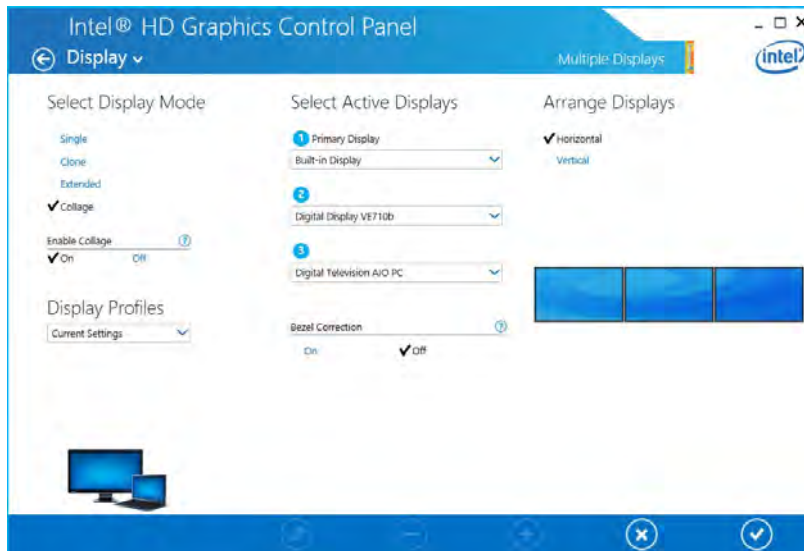 Intel® HD Graphics Control Panel
Display
Multiple Displays
intel
Select Display Mode
Single
Clone
Extended
Collage
Enable Collage ?
On Off
Display Profiles
Current Settings
Select Active Displays
1 Primary Display
Built-in Display
2
Digital Display VE710b
3
Digital Television AIO PC
Bezel Correction ?
On Off
Arrange Displays
Horizontal
Vertical